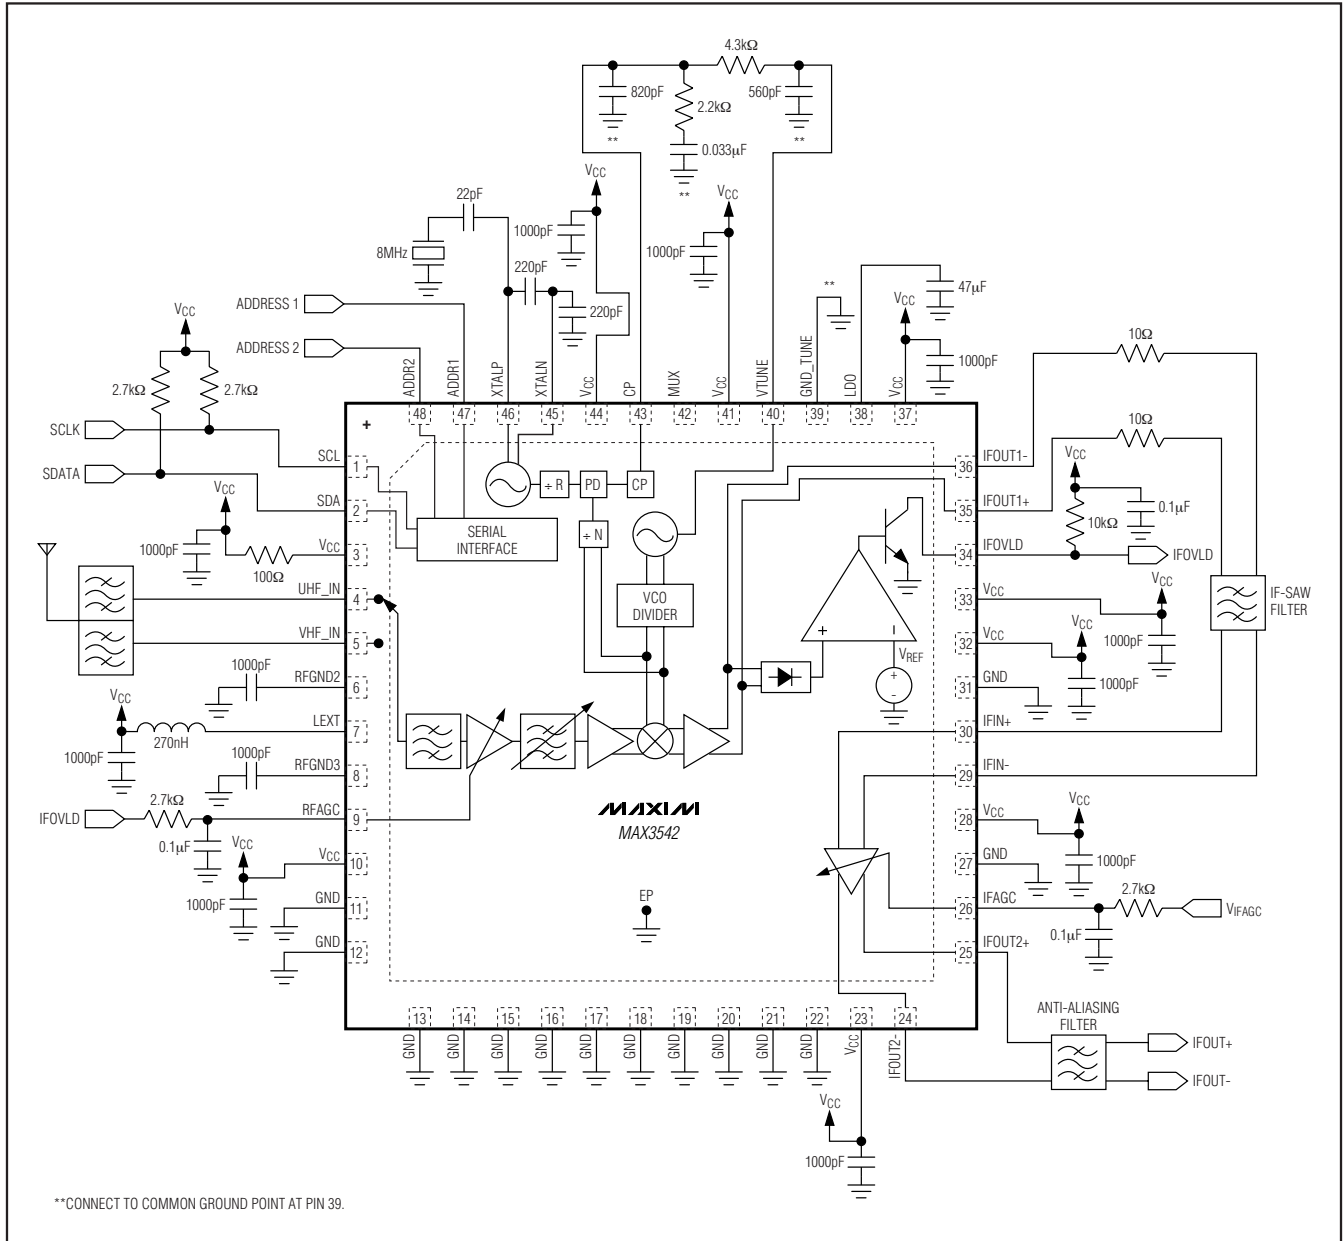 4.3kΩ
820pF
2.2kΩ
560pF
**
**
0.033µF
**
VCC
22pF
1000pF
8MHz
220pF
220pF
VCC
1000pF
**
47µF
VCC
1000pF
10Ω
10Ω
ADDRESS 1
ADDRESS 2
VCC
2.7kΩ
2.7kΩ
SCLK
SDATA
ADDR2
ADDR1
XTALP
XTALN
VCC
CP
MUX
VCC
VTUNE
GND_TUNE
LDO
VCC
48
47
46
45
44
43
42
41
40
39
38
37
+
SCL
1
SDA
2
VCC
1000pF
100Ω
VCC
3
UHF_IN
4
VHF_IN
5
1000pF
RFGND2
6
VCC
LEXT
7
1000pF
270nH
1000pF
RFGND3
8
IFOVLD
2.7kΩ
RFAGC
9
0.1µF
VCC
VCC
10
1000pF
GND
11
GND
12
÷ R
PD
CP
÷ N
SERIAL
INTERFACE
VCO
DIVIDER
+
–
VREF
+
-
MAXIM
MAX3542
EP
36
IFOUT1-
35
IFOUT1+
VCC
0.1µF
10kΩ
34
IFOVLD
IFOVLD
33
VCC
VCC
1000pF
IF-SAW
FILTER
32
VCC
VCC
1000pF
31
GND
30
IFIN+
29
IFIN-
28
VCC
VCC
1000pF
27
GND
26
IFAGC
2.7kΩ
VIFAGC
0.1µF
25
IFOUT2+
13
14
15
16
17
18
19
20
21
22
23
24
GND
GND
GND
GND
GND
GND
GND
GND
GND
GND
VCC
IFOUT2-
ANTI-ALIASING
FILTER
IFOUT+
IFOUT-
VCC
1000pF
**CONNECT TO COMMON GROUND POINT AT PIN 39.